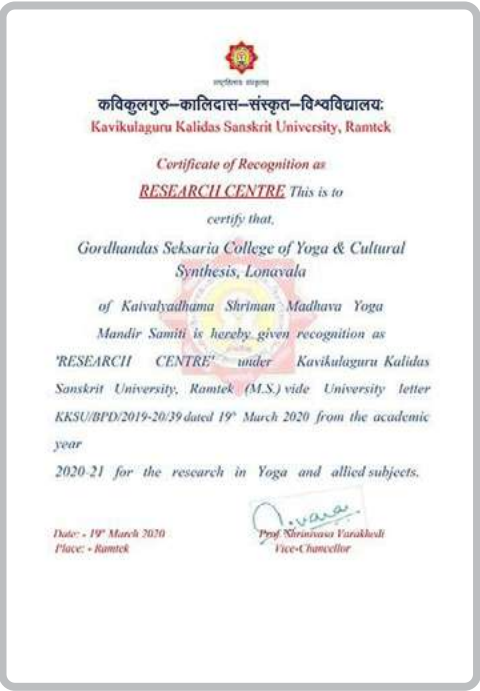 राष्ट्रहिताय संस्कृतम्
कविकुलगुरु–कालिदास–संस्कृत–विश्वविद्यालयः
Kavikulaguru Kalidas Sanskrit University, Ramtek
Certificate of Recognition as
RESEARCH CENTRE This is to
certify that,
Gordhandas Seksaria College of Yoga & Cultural
Synthesis, Lonavala
of Kaivalyadhama Shriman Madhava Yoga
Mandir Samiti is hereby given recognition as
'RESEARCH CENTRE' under Kavikulaguru Kalidas
Sanskrit University, Ramtek (M.S.) vide University letter
KKSU/BPD/2019-20/39 dated 19th March 2020 from the academic
year
2020-21 for the research in Yoga and allied subjects.
Date: - 19th March 2020
Place: - Ramtek
Prof. Shrinivasa Varakhedi
Vice-Chancellor